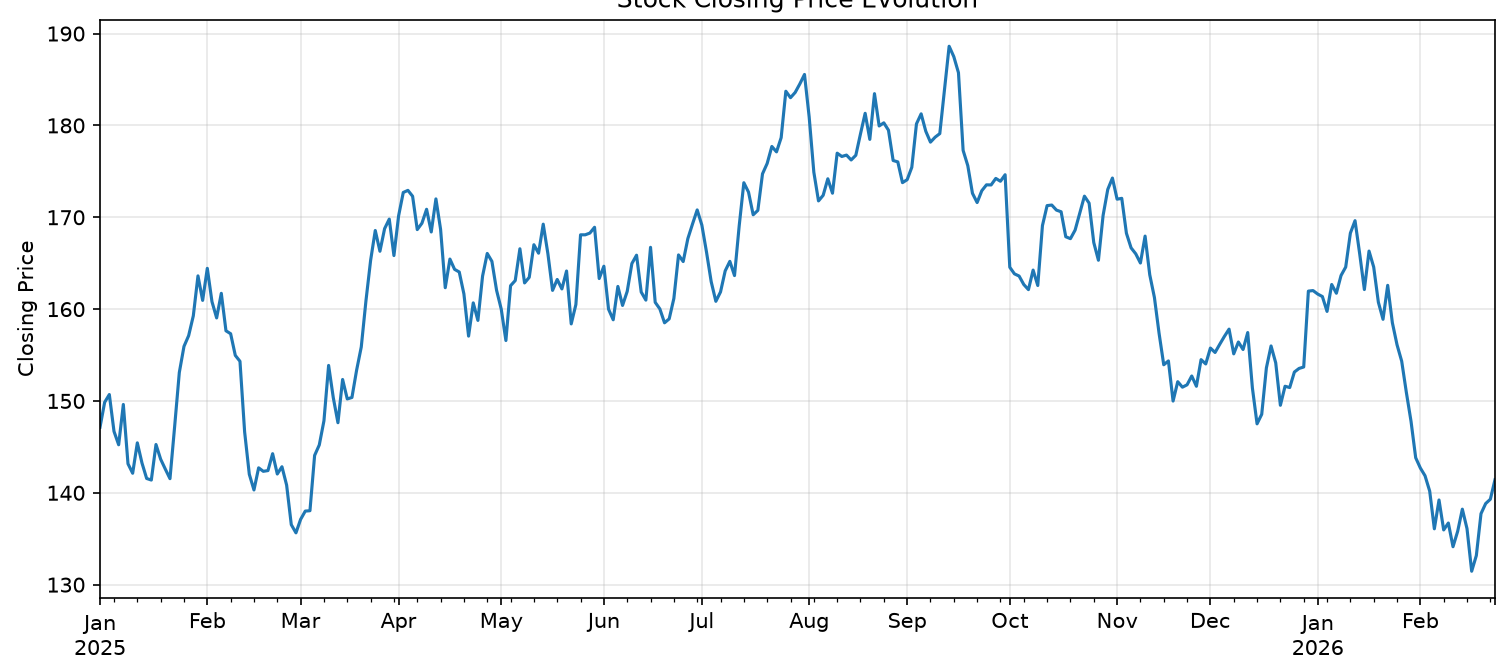 Stock Closing Price Evolution
190
180
170
160
150
140
130
Closing Price
Jan Feb Mar Apr May Jun Jul Aug Sep Oct Nov Dec Jan Feb
2025 2026